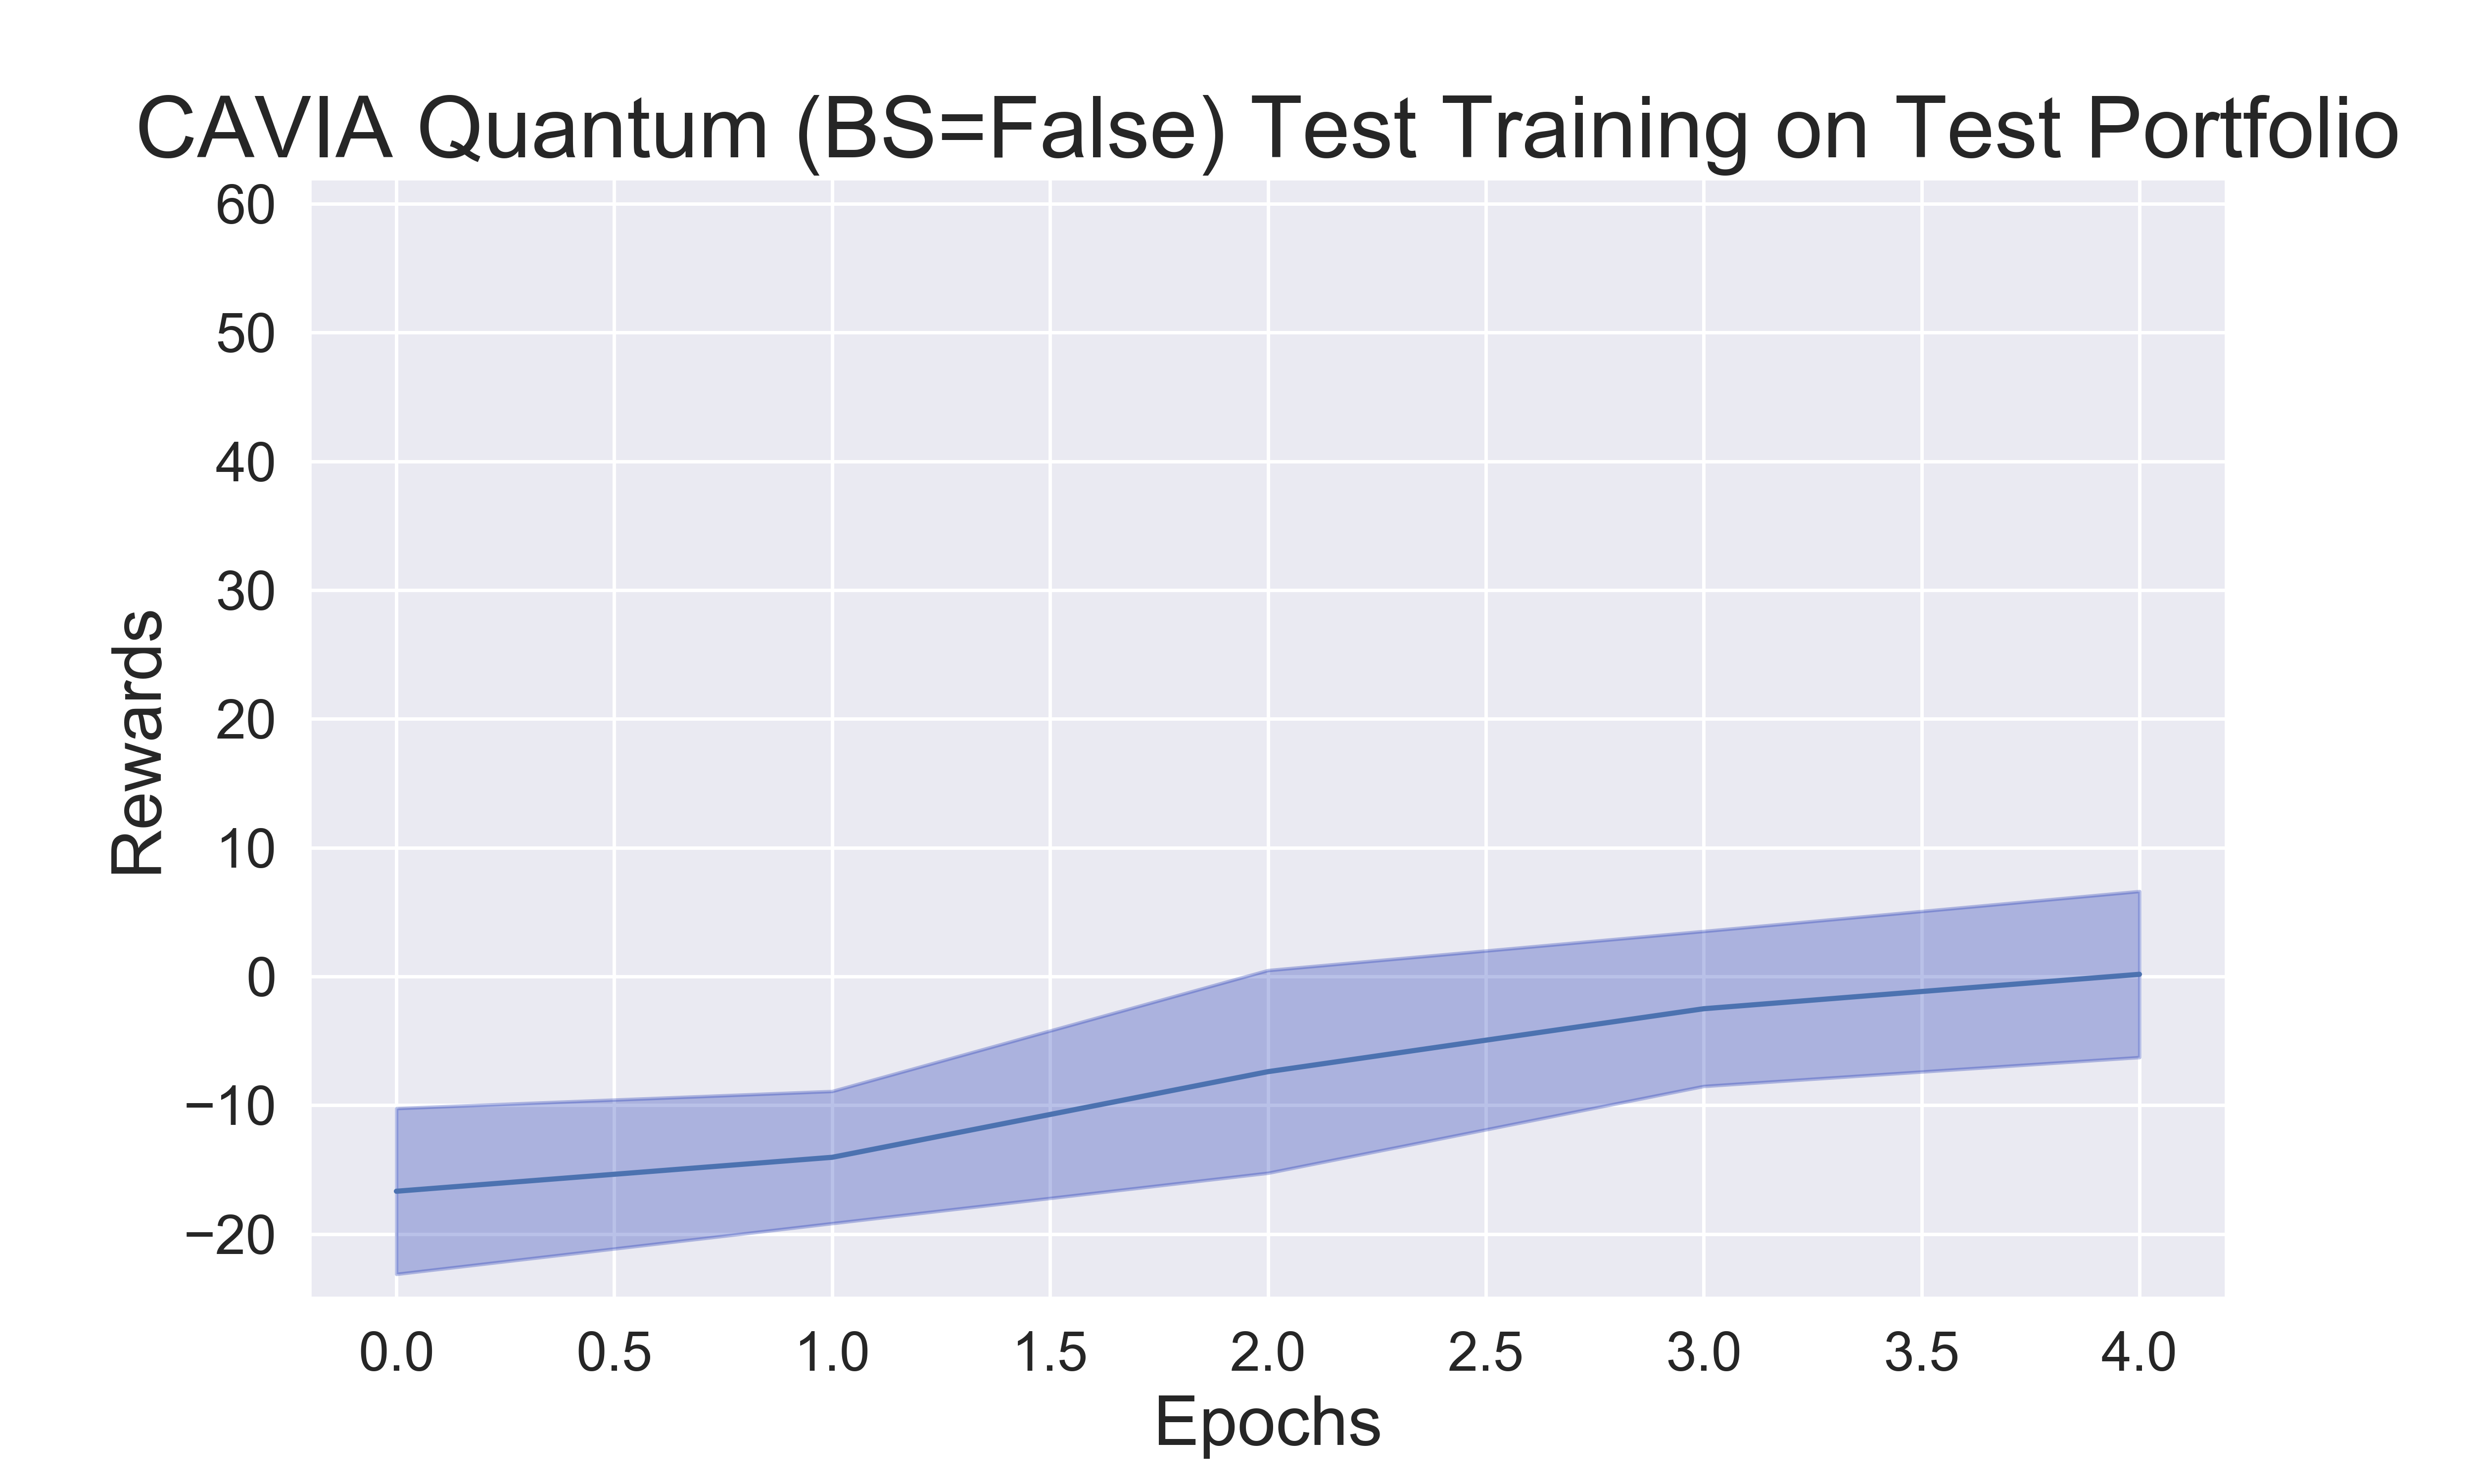 CAVIA Quantum (BS=False) Test Training on Test Portfolio
60
50
40
30
20
10
0
−10
−20
Rewards
0.0 0.5 1.0 1.5 2.0 2.5 3.0 3.5 4.0
Epochs